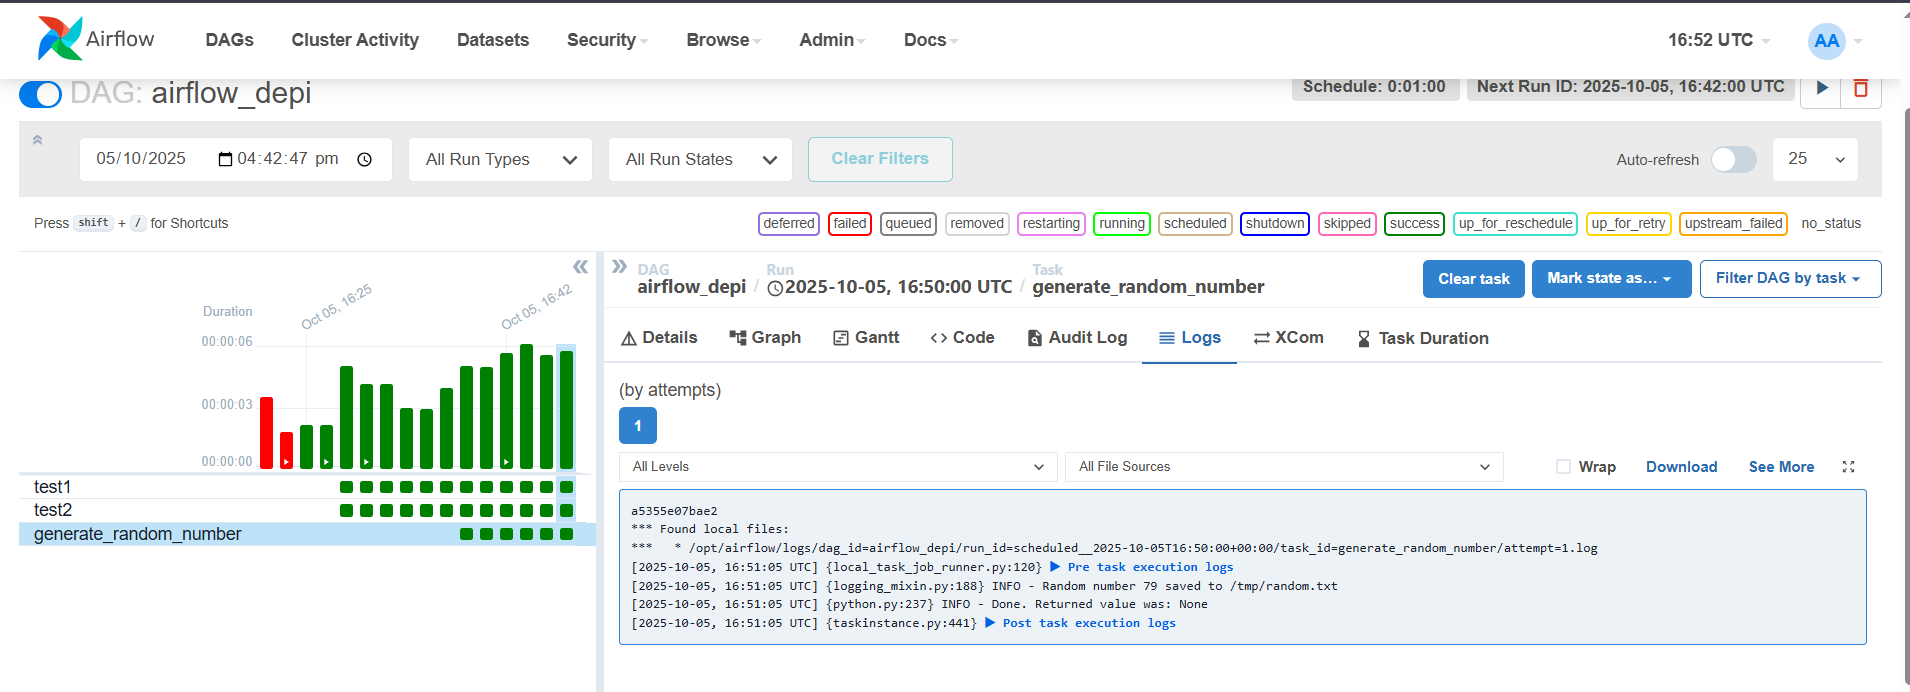 Airflow DAGs Cluster Activity Datasets Security Browse Admin Docs 16:52 UTC AA
DAG: airflow_depi Schedule: 0:01:00 Next Run ID: 2025-10-05, 16:42:00 UTC
05/10/2025 04:42:47 pm All Run Types All Run States Clear Filters Auto-refresh 25
Press shift + / for Shortcuts deferred failed queued removed restarting running scheduled shutdown skipped success up_for_reschedule up_for_retry upstream_failed no_status
Duration
Oct 05, 16:25
Oct 05, 16:42
00:00:06
00:00:03
00:00:00
test1
test2
generate_random_number
DAG Run Task
airflow_depi / 2025-10-05, 16:50:00 UTC / generate_random_number Clear task Mark state as... Filter DAG by task
Details Graph Gantt Code Audit Log Logs XCom Task Duration
(by attempts)
1
All Levels All File Sources Wrap Download See More
a5355e07bae2
*** Found local files:
***   * /opt/airflow/logs/dag_id=airflow_depi/run_id=scheduled__2025-10-05T16:50:00+00:00/task_id=generate_random_number/attempt=1.log
[2025-10-05, 16:51:05 UTC] {local_task_job_runner.py:120} ▶ Pre task execution logs
[2025-10-05, 16:51:05 UTC] {logging_mixin.py:188} INFO - Random number 79 saved to /tmp/random.txt
[2025-10-05, 16:51:05 UTC] {python.py:237} INFO - Done. Returned value was: None
[2025-10-05, 16:51:05 UTC] {taskinstance.py:441} ▶ Post task execution logs